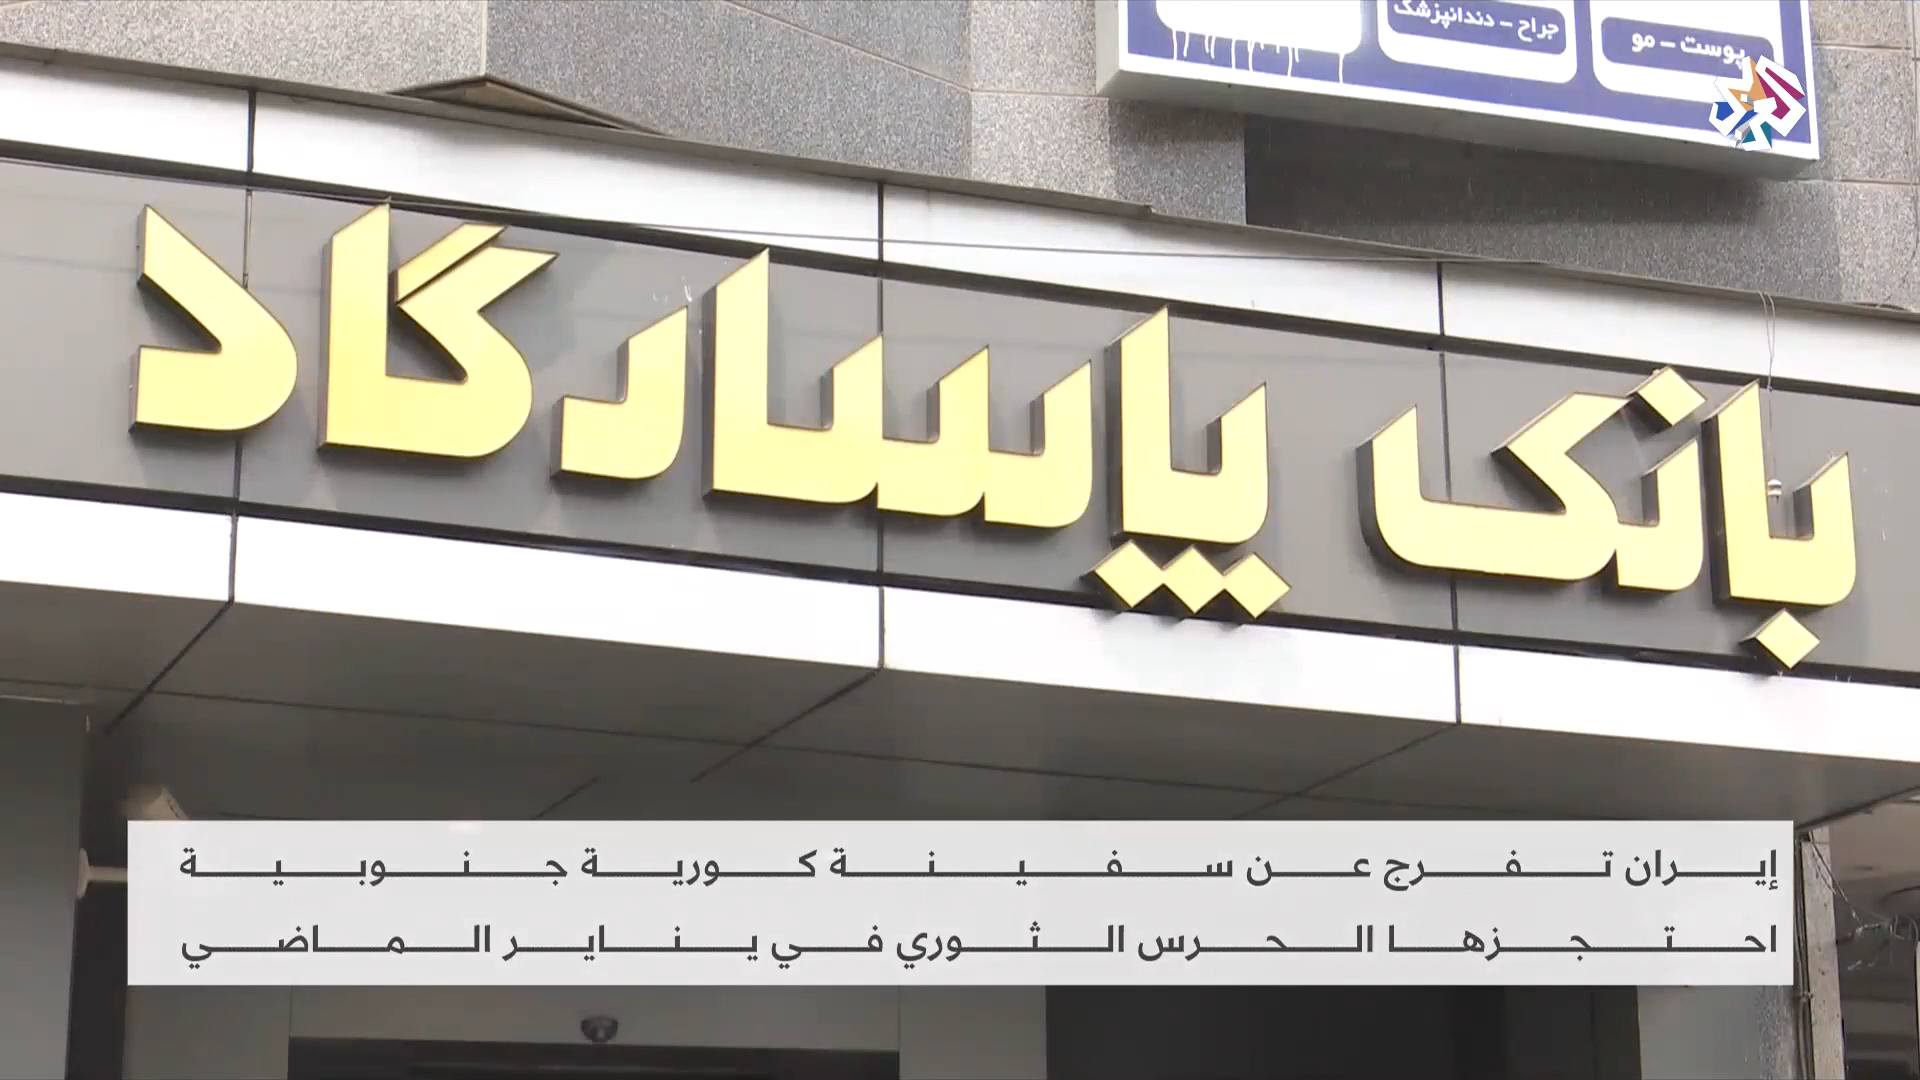 پوست - مو
جراح - دندانپزشک
بانک پاسارگاد
إيران تفرج عن سفينة كورية جنوبية
احتجزها الحرس الثوري في يناير الماضي